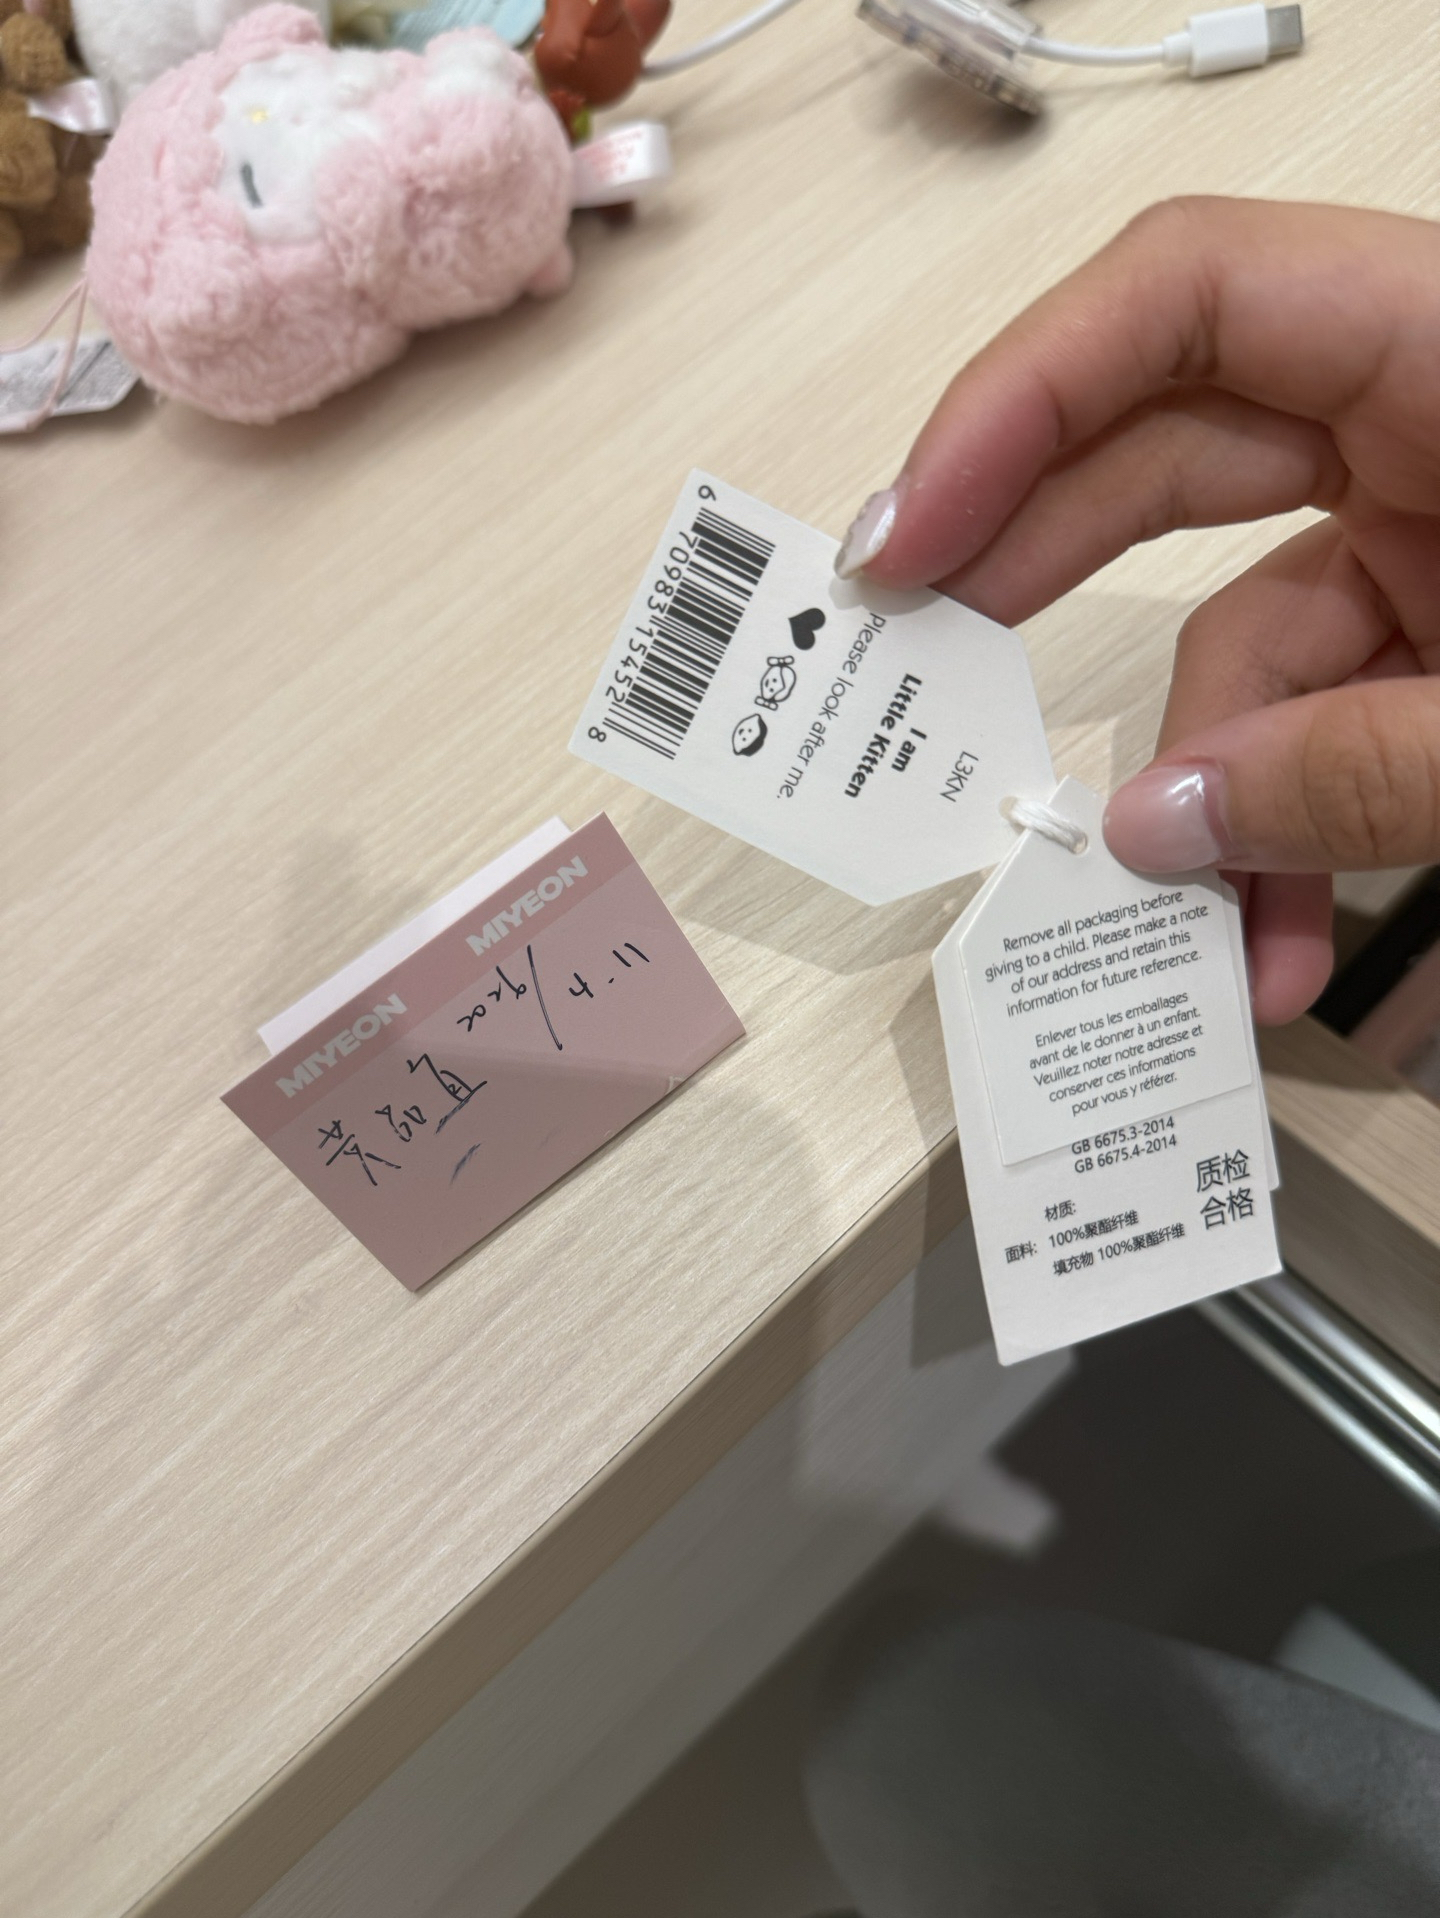 L3KN
I am
Little Kitten
Please look after me.
6 70983 15452 8
Remove all packaging before
giving to a child. Please make a note
of our address and retain this
information for future reference.
Enlever tous les emballages
avant de le donner à un enfant.
Veuillez noter notre adresse et
conserver ces informations
pour vous y référer.
GB 6675.3-2014
GB 6675.4-2014
质检
合格
材质:
面料: 100%聚酯纤维
填充物 100%聚酯纤维
MIYEON MIYEON